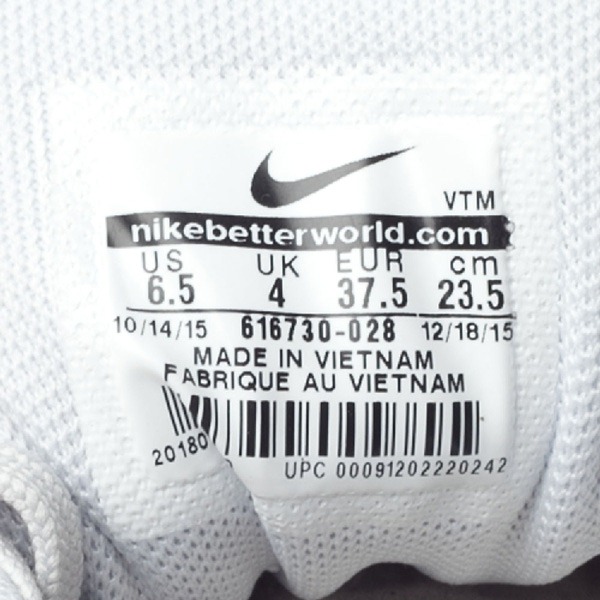 VTM
nikebetterworld.com
US UK EUR cm
6.5 4 37.5 23.5
10/14/15 616730-028 12/18/15
MADE IN VIETNAM
FABRIQUE AU VIETNAM
20180
UPC 00091202220242